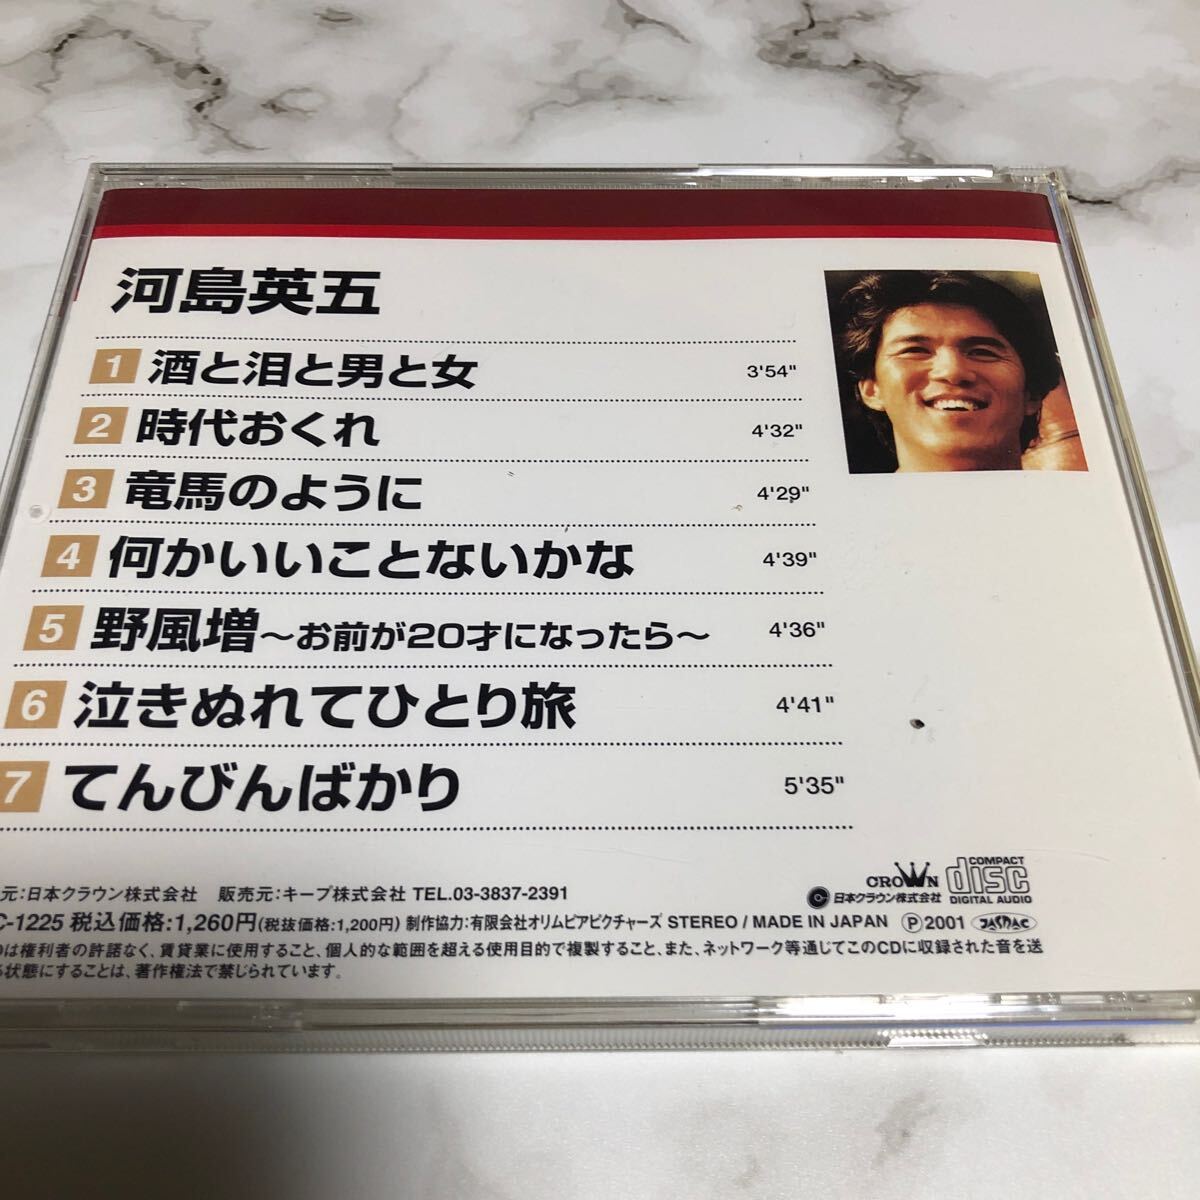 河島英五
1 酒と泪と男と女 3'54"
2 時代おくれ 4'32"
3 竜馬のように 4'29"
4 何かいいことないかな 4'39"
5 野風増～お前が20才になったら～ 4'36"
6 泣きぬれてひとり旅 4'41"
7 てんびんばかり 5'35"
CROWN
日本クラウン株式会社
COMPACT
disc
DIGITAL AUDIO
元:日本クラウン株式会社 販売元:キープ株式会社 TEL.03-3837-2391
C-1225 税込価格:1,260円(税抜価格:1,200円) 制作協力:有限会社オリムピアピクチャーズ STEREO / MADE IN JAPAN Ⓟ2001 JASRAC
は権利者の許諾なく、賃貸業に使用すること、個人的な範囲を超える使用目的で複製すること、また、ネットワーク等通じてこのCDに収録された音を送
る状態にすることは、著作権法で禁じられています。